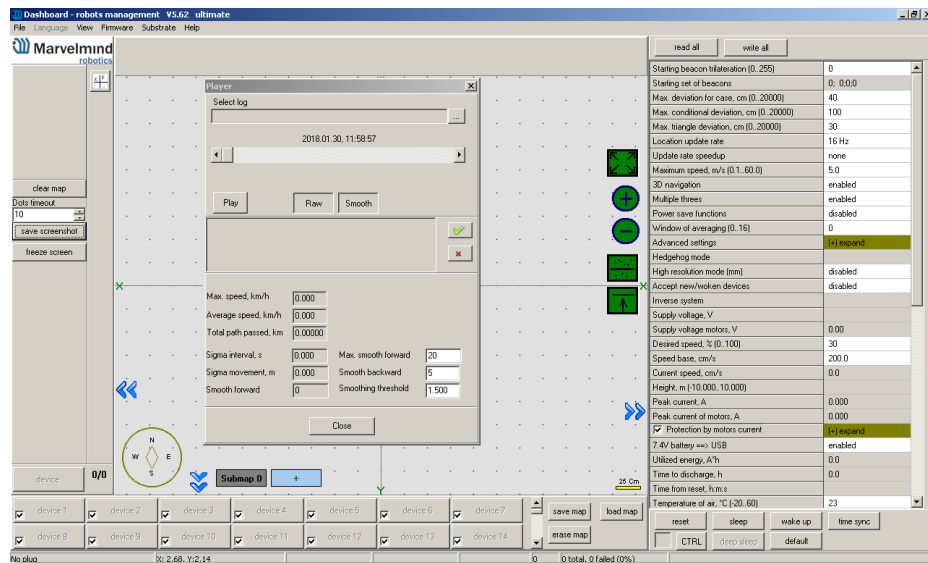 Dashboard - robots management V5.62 ultimate
File Language View Firmware Substrate Help
Marvelmind
robotics
clear map
Dots timeout
10
save screenshot
freeze screen
device 0/0
Player
Select log
...
2018.01.30, 11:58:57
Play Raw Smooth
Max. speed, km/h 0.000
Average speed, km/h 0.000
Total path passed, km 0.00000
Sigma interval, s 0.000 Max. smooth forward 20
Sigma movement, m 0.000 Smooth backward 5
Smooth forward 0 Smoothing threshold 1.500
Close
X
X
Y
N
W E
S
Submap 0 +
25 Cm
read all write all
Starting beacon trilateration (0..255) 0
Starting set of beacons 0; 0;0;0
Max. deviation for case, cm (0..20000) 40
Max. conditional deviation, cm (0..20000) 100
Max. triangle deviation, cm (0..20000) 30
Location update rate 16 Hz
Update rate speedup none
Maximum speed, m/s (0.1..60.0) 5.0
3D navigation enabled
Multiple threes enabled
Power save functions disabled
Window of averaging (0..16) 0
Advanced settings (+) expand
Hedgehog mode
High resolution mode (mm) disabled
Accept new/woken devices disabled
Inverse system
Supply voltage, V
Supply voltage motors, V 0.00
Desired speed, % (0..100) 30
Speed base, cm/s 200.0
Current speed, cm/s 0.0
Height, m (-10.000..10.000)
Peak current, A 0.000
Peak current of motors, A 0.000
Protection by motors current (+) expand
7.4V battery ==> USB enabled
Utilized energy, A*h 0.0
Time to discharge, h 0.0
Time from reset, h:m:s
Temperature of air, °C (-20..60) 23
reset sleep wake up time sync
CTRL deep sleep default
device 1 device 2 device 3 device 4 device 5 device 6 device 7
device 8 device 9 device 10 device 11 device 12 device 13 device 14
save map load map
erase map
No plug X: 2.68, Y:2.14 0 0 total, 0 failed (0%)